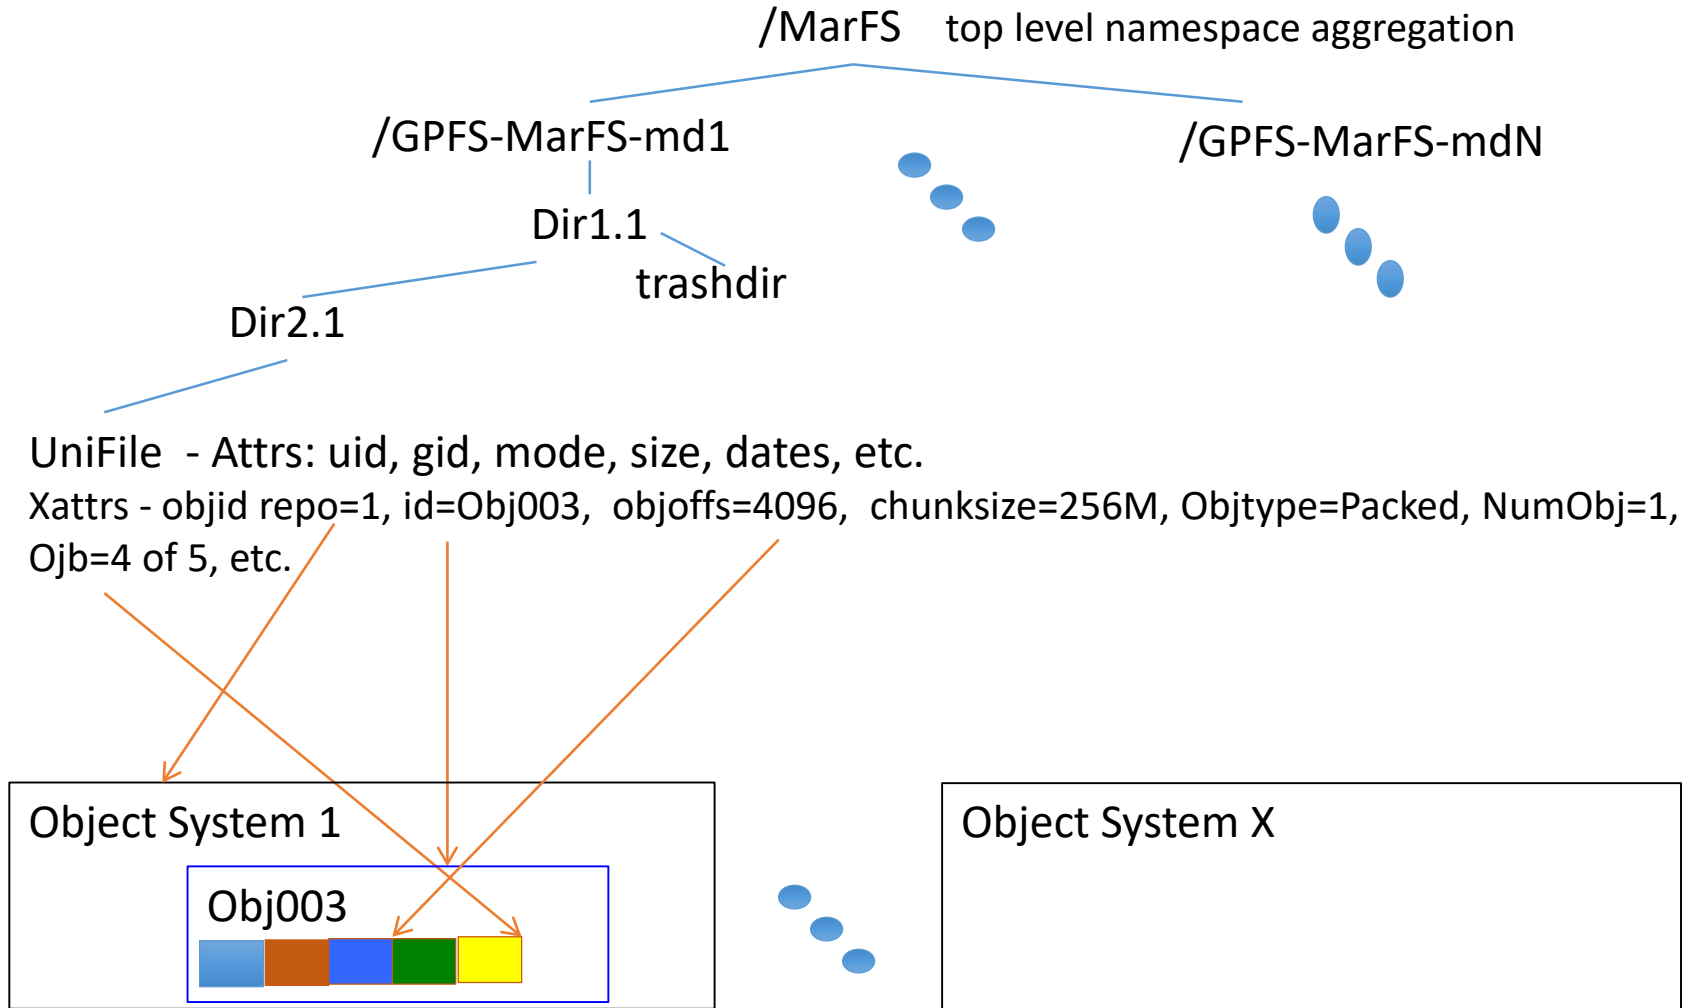 /MarFS top level namespace aggregation
/GPFS-MarFS-md1
/GPFS-MarFS-mdN
Dir1.1
trashdir
Dir2.1
UniFile - Attrs: uid, gid, mode, size, dates, etc.
Xattrs - objid repo=1, id=Obj003, objoffs=4096, chunksize=256M, Objtype=Packed, NumObj=1,
Ojb=4 of 5, etc.
Object System 1
Object System X
Obj003